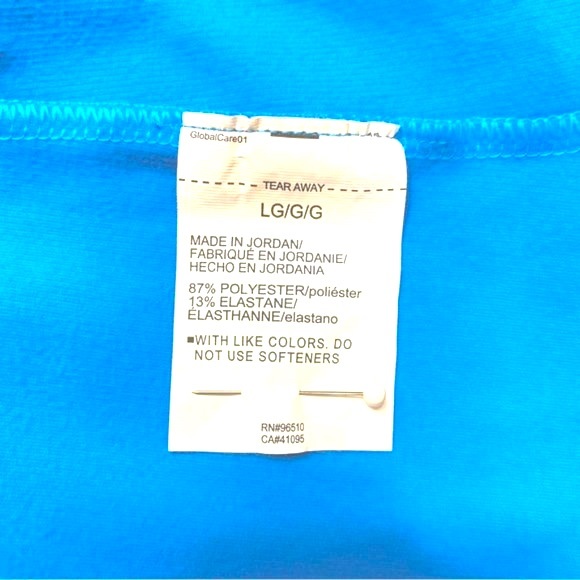 GlobalCare01
TEAR AWAY
LG/G/G
MADE IN JORDAN/
FABRIQUÉ EN JORDANIE/
HECHO EN JORDANIA
87% POLYESTER/poliéster
13% ELASTANE/
ÉLASTHANNE/elastano
■WITH LIKE COLORS. DO
NOT USE SOFTENERS
RN#96510
CA#41095